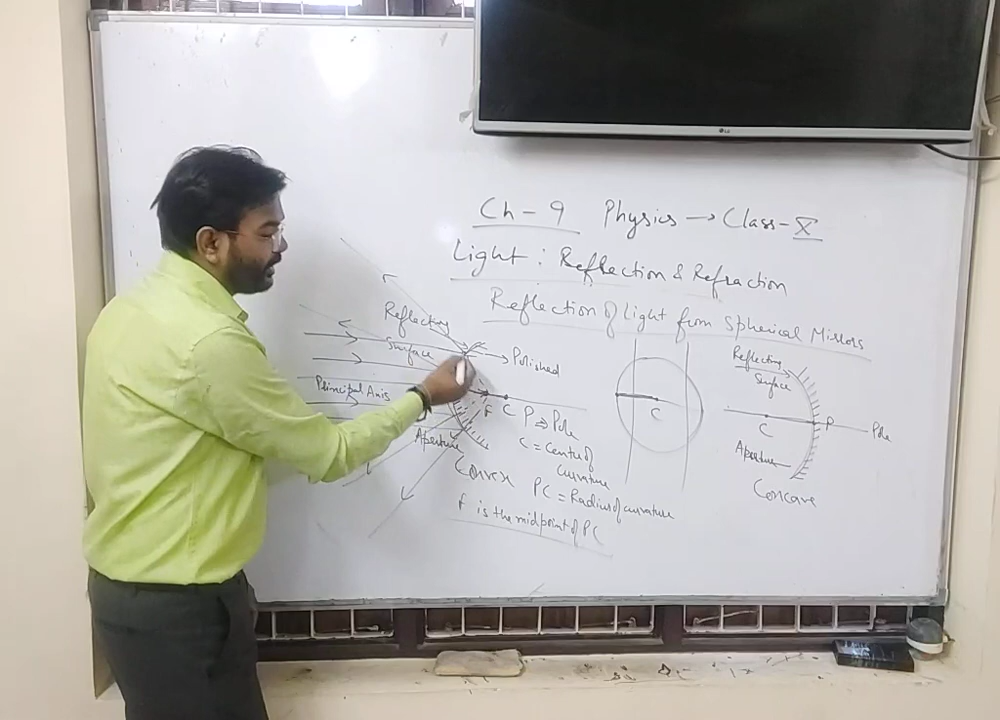 LG
Ch - 9 Physics → Class - X
Light : Reflection & Refraction
Reflection of Light from Spherical Mirrors
Reflecting
Surface
Polished
Principal Axis
F
C
P ⇒ Pole
C = Centre of
curvature
Aperture
Convex
PC = Radius of curvature
F is the midpoint of PC
C
Reflecting
Surface
C
P
Pole
Aperture
Concave